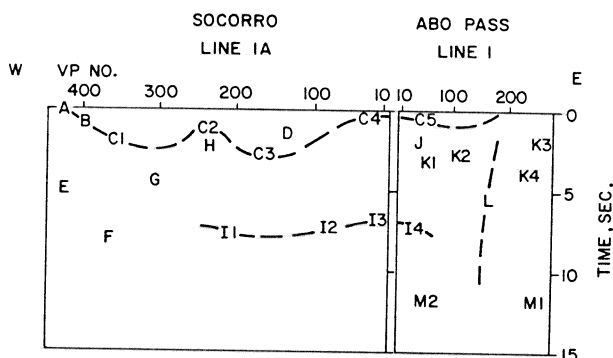 SOCORRO ABO PASS
LINE 1A LINE 1
W VP NO. E
400 300 200 100 10 10 100 200
A C4 C5 0
B C1 C2 D J K3
H C3 K1 K2
E G K4 5
L
F I1 I2 I3 I4
10
M2 M1
15
TIME, SEC.